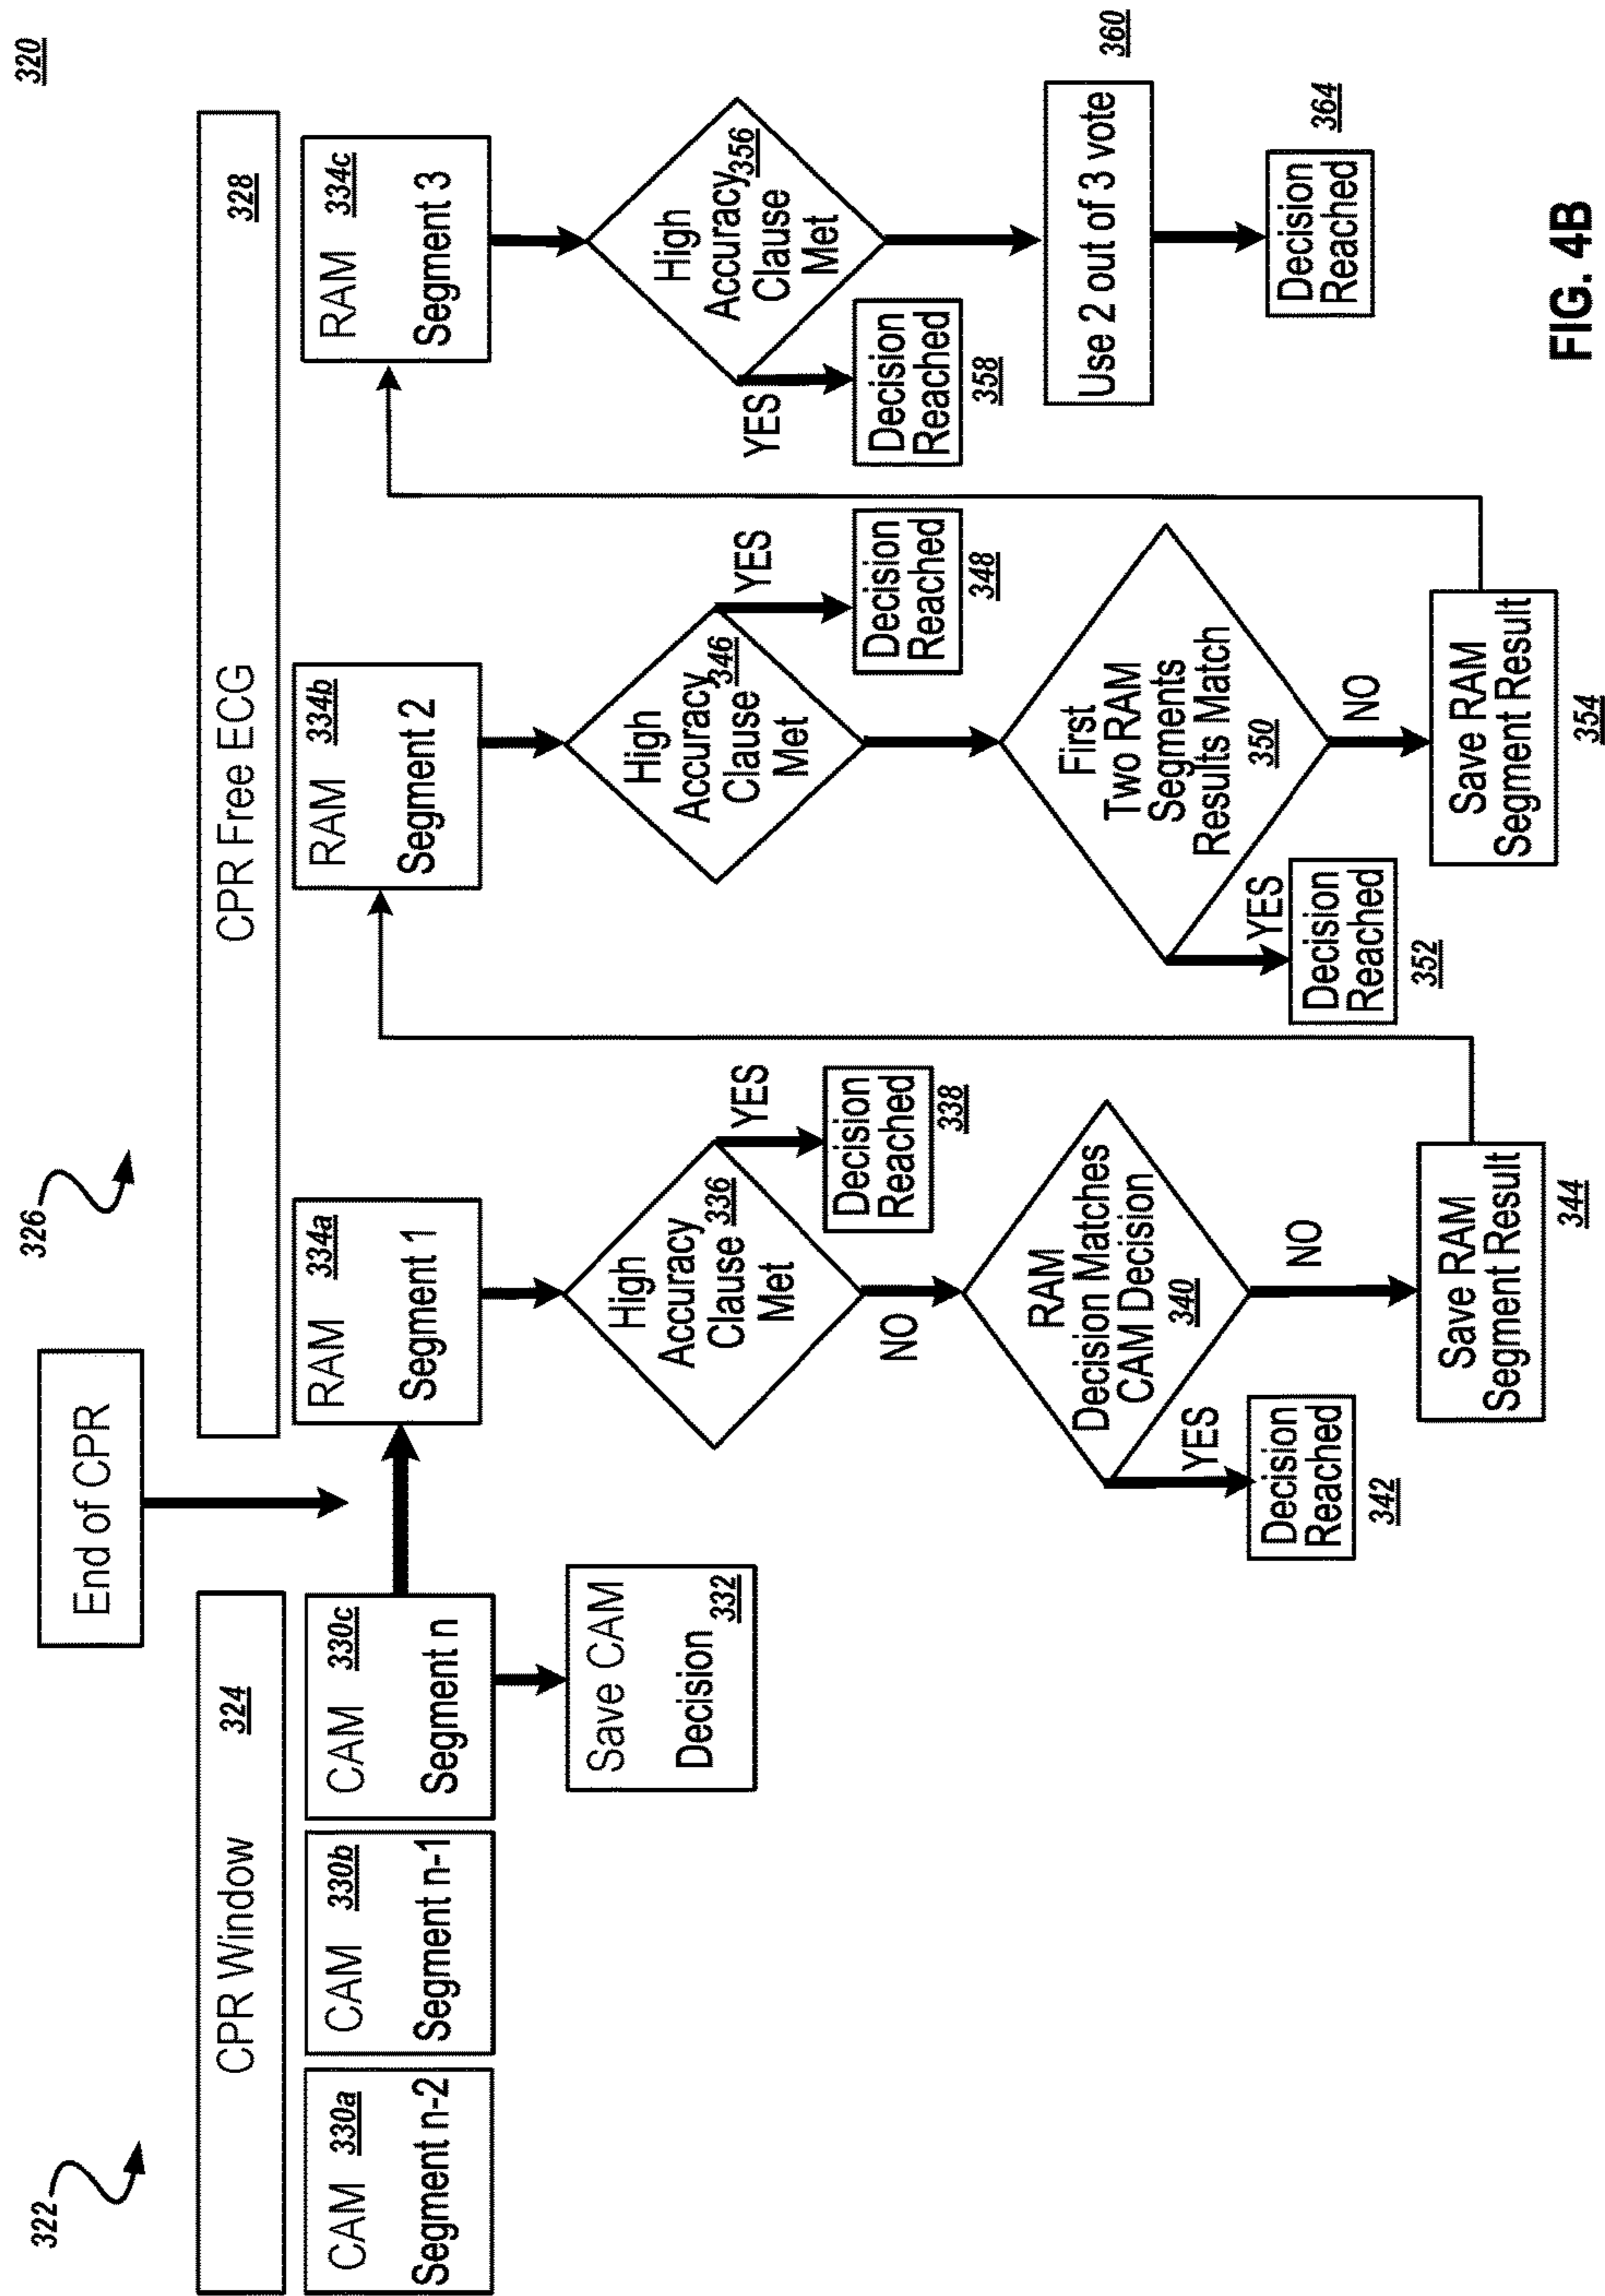 320
322
326
End of CPR
CPR Window 324
CPR Free ECG 328
CAM 330a
Segment n-2
CAM 330b
Segment n-1
CAM 330c
Segment n
Save CAM
Decision 332
RAM 334a
Segment 1
High
Accuracy
Clause 336
Met
YES
Decision
Reached
338
NO
RAM
Decision Matches
CAM Decision
340
YES
Decision
Reached
342
NO
Save RAM
Segment Result
344
RAM 334b
Segment 2
High
Accuracy
Clause 346
Met
YES
Decision
Reached
348
First
Two RAM
Segments
Results Match
350
YES
Decision
Reached
352
NO
Save RAM
Segment Result
354
RAM 334c
Segment 3
High
Accuracy 356
Clause
Met
YES
Decision
Reached
358
Use 2 out of 3 vote
360
Decision
Reached
364
FIG. 4B